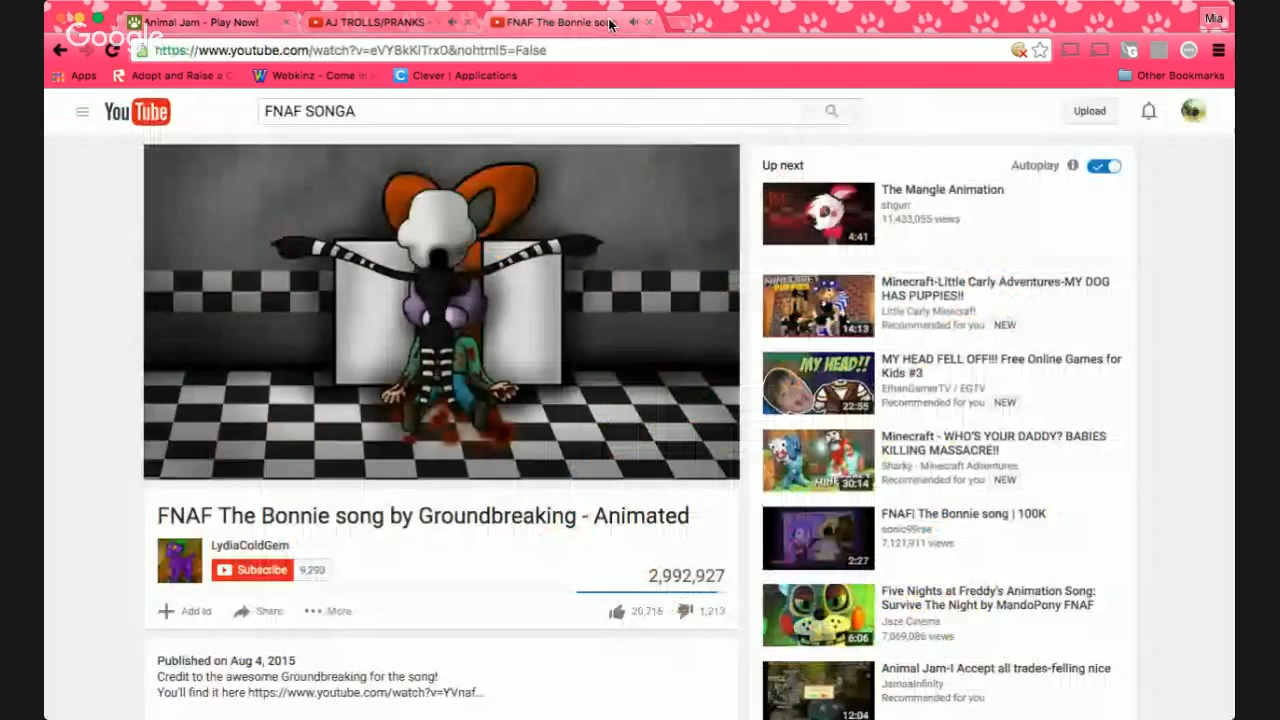 Animal Jam - Play Now!
AJ TROLLS/PRANKS -
FNAF The Bonnie son
Mia
Google
https://www.youtube.com/watch?v=eVY8kKlTrx0&nohtml5=False
Apps
Adopt and Raise a C
Webkinz - Come in a
Clever | Applications
Other Bookmarks
YouTube
FNAF SONGA
Upload
Up next
Autoplay
The Mangle Animation
shgurr
11,433,055 views
4:41
Minecraft-Little Carly Adventures-MY DOG
HAS PUPPIES!!
Little Carly Minecraft
Recommended for you NEW
14:13
MY HEAD!!
MY HEAD FELL OFF!!! Free Online Games for
Kids #3
EthanGamerTV / EGTV
Recommended for you NEW
22:55
Minecraft - WHO'S YOUR DADDY? BABIES
KILLING MASSACRE!!
Sharky - Minecraft Adventures
Recommended for you NEW
30:14
FNAF| The Bonnie song | 100K
sonic99rae
7,121,911 views
2:27
Five Nights at Freddy's Animation Song:
Survive The Night by MandoPony FNAF
Jaze Cinema
7,069,086 views
6:06
Animal Jam-I Accept all trades-felling nice
JamaaInfinity
Recommended for you
12:04
FNAF The Bonnie song by Groundbreaking - Animated
LydiaColdGem
Subscribe 9,290
2,992,927
Add to Share More
20,716 1,213
Published on Aug 4, 2015
Credit to the awesome Groundbreaking for the song!
You'll find it here https://www.youtube.com/watch?v=YVnaf...